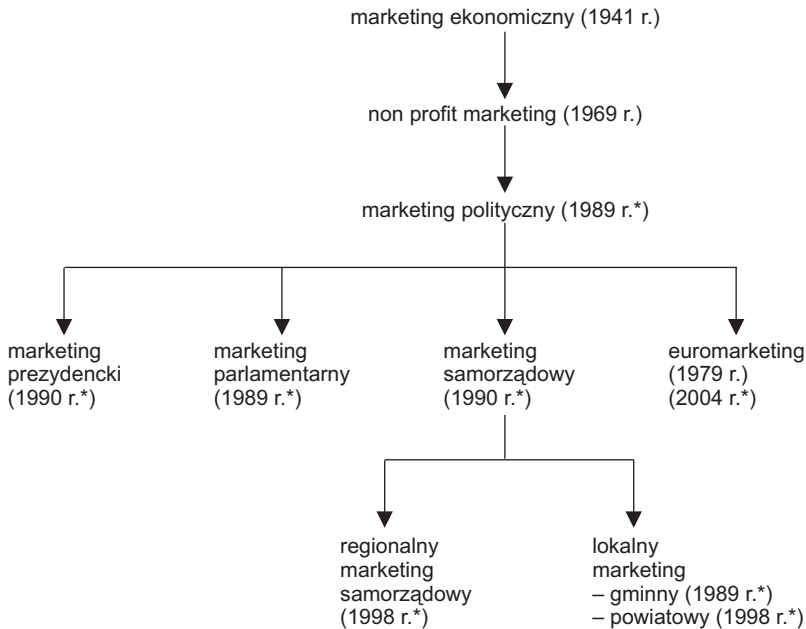 marketing ekonomiczny (1941 r.)
non profit marketing (1969 r.)
marketing polityczny (1989 r.*)
marketing
prezydencki
(1990 r.*)
marketing
parlamentarny
(1989 r.*)
marketing
samorządowy
(1990 r.*)
euromarketing
(1979 r.)
(2004 r.*)
regionalny
marketing
samorządowy
(1998 r.*)
lokalny
marketing
– gminny (1989 r.*)
– powiatowy (1998 r.*)